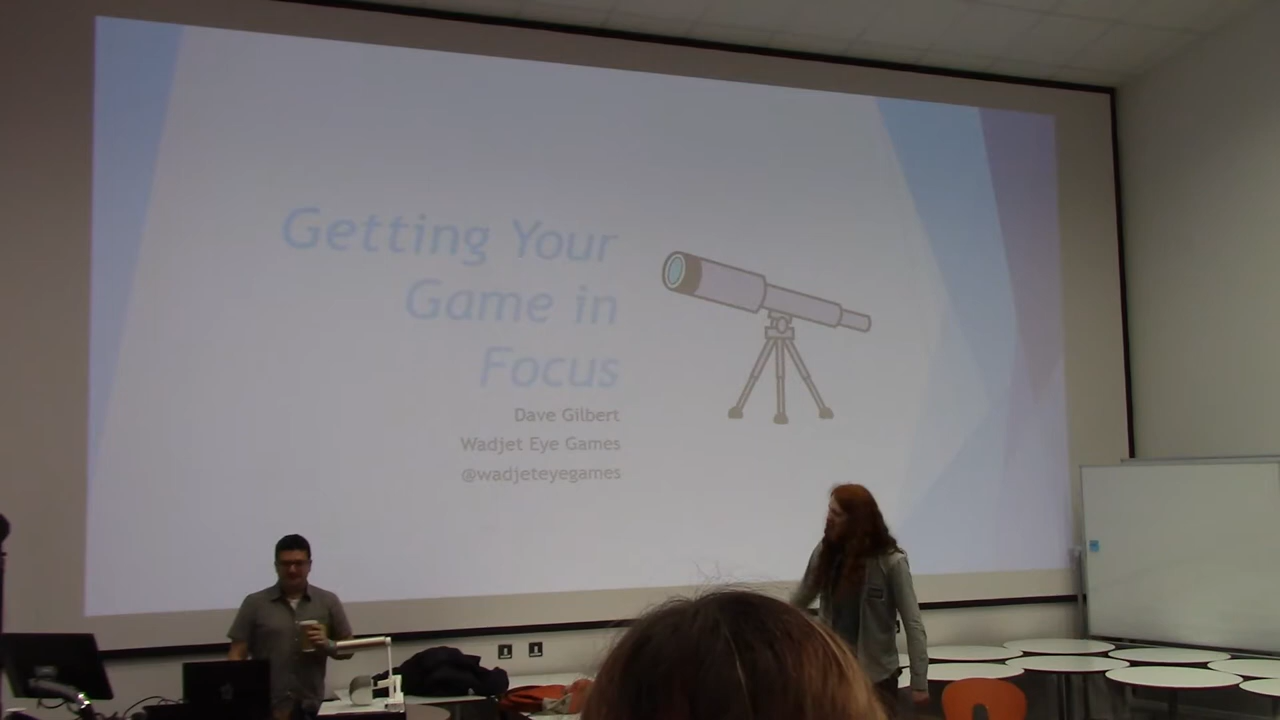 Getting Your
Game in
Focus
Dave Gilbert
Wadjet Eye Games
@wadjeteyegames